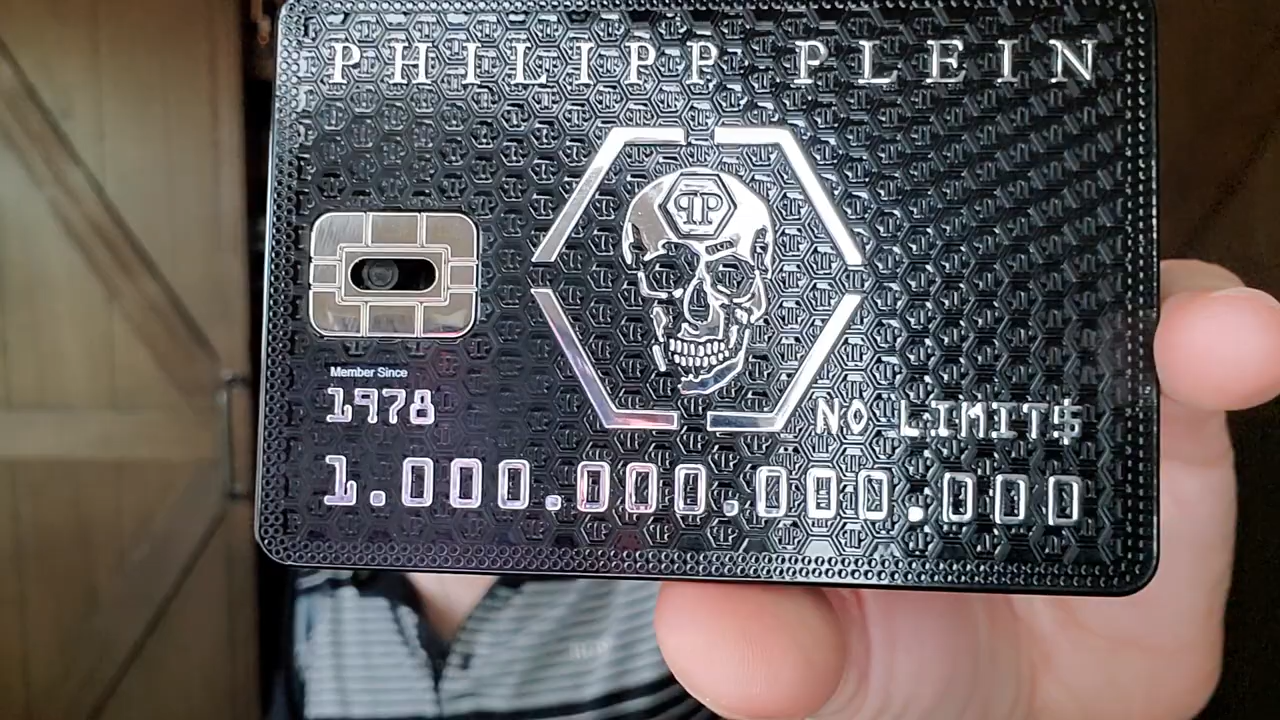 PHILIPP PLEIN
Member Since
1978
NO LIMIT$
1.000.000.000.000